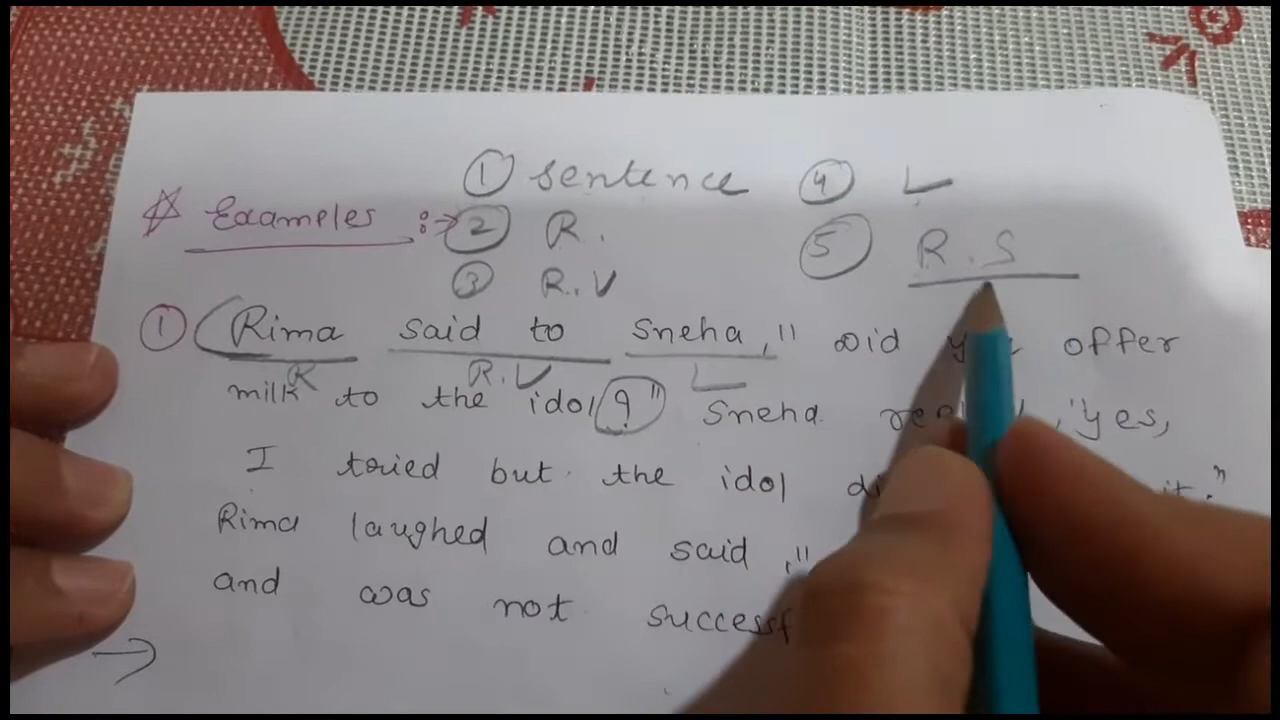 ① sentence ④ L
☆ Examples :→ ② R. ⑤ R.S
③ R.V
① Rima said to Sneha," Did offer
R R.V L
milk to the idol?" Sneha "Yes,
I tried but the idol it."
Rima laughed and said ,"
and was not
→